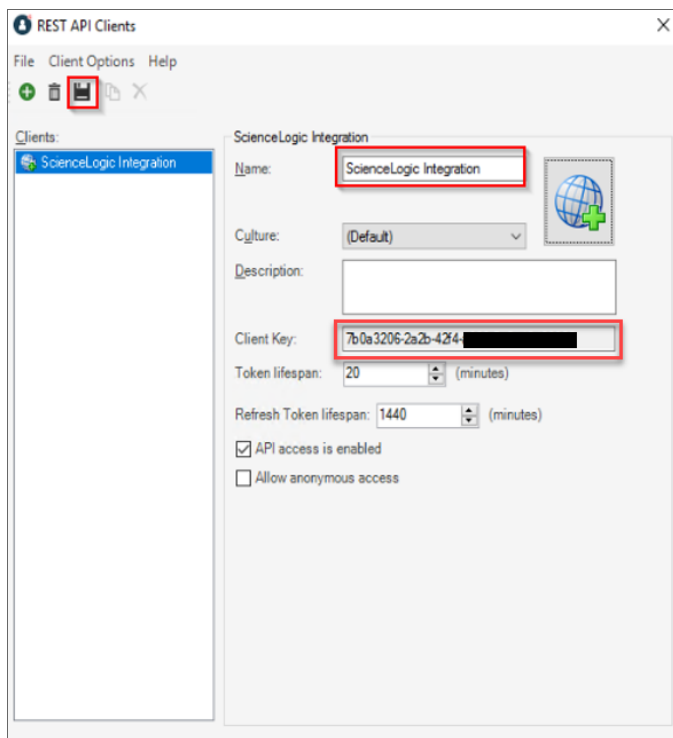 REST API Clients
File Client Options Help
Clients:
ScienceLogic Integration
ScienceLogic Integration
Name: ScienceLogic Integration
Culture: (Default)
Description:
Client Key: 7b0a3206-2a2b-42f4-
Token lifespan: 20 (minutes)
Refresh Token lifespan: 1440 (minutes)
API access is enabled
Allow anonymous access